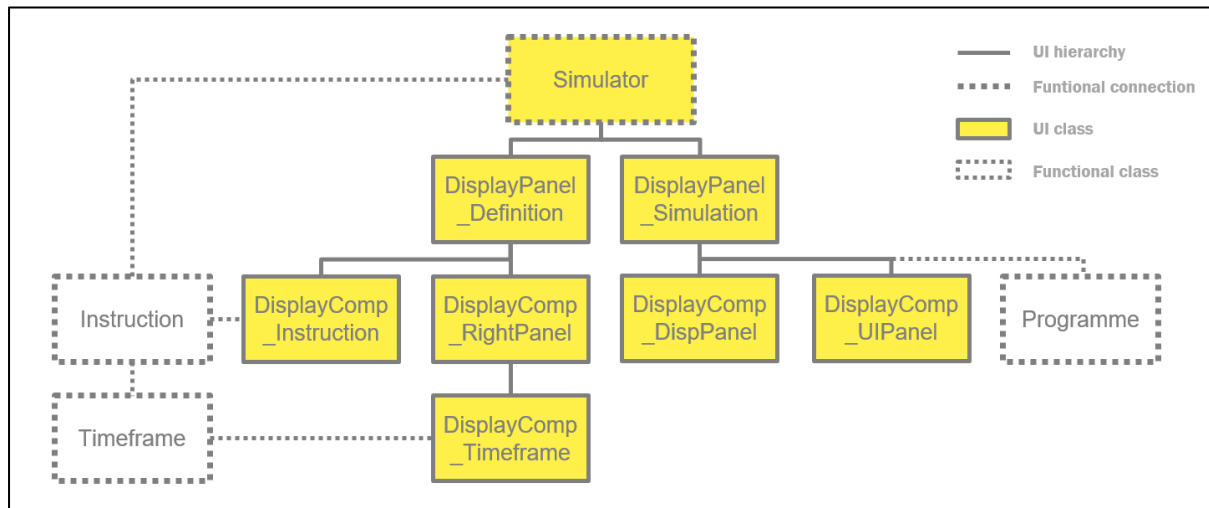 Simulator
UI hierarchy
Funtional connection
UI class
Functional class
DisplayPanel
_Definition
DisplayPanel
_Simulation
Instruction
DisplayComp
_Instruction
DisplayComp
_RightPanel
DisplayComp
_DispPanel
DisplayComp
_UIPanel
Programme
Timeframe
DisplayComp
_Timeframe